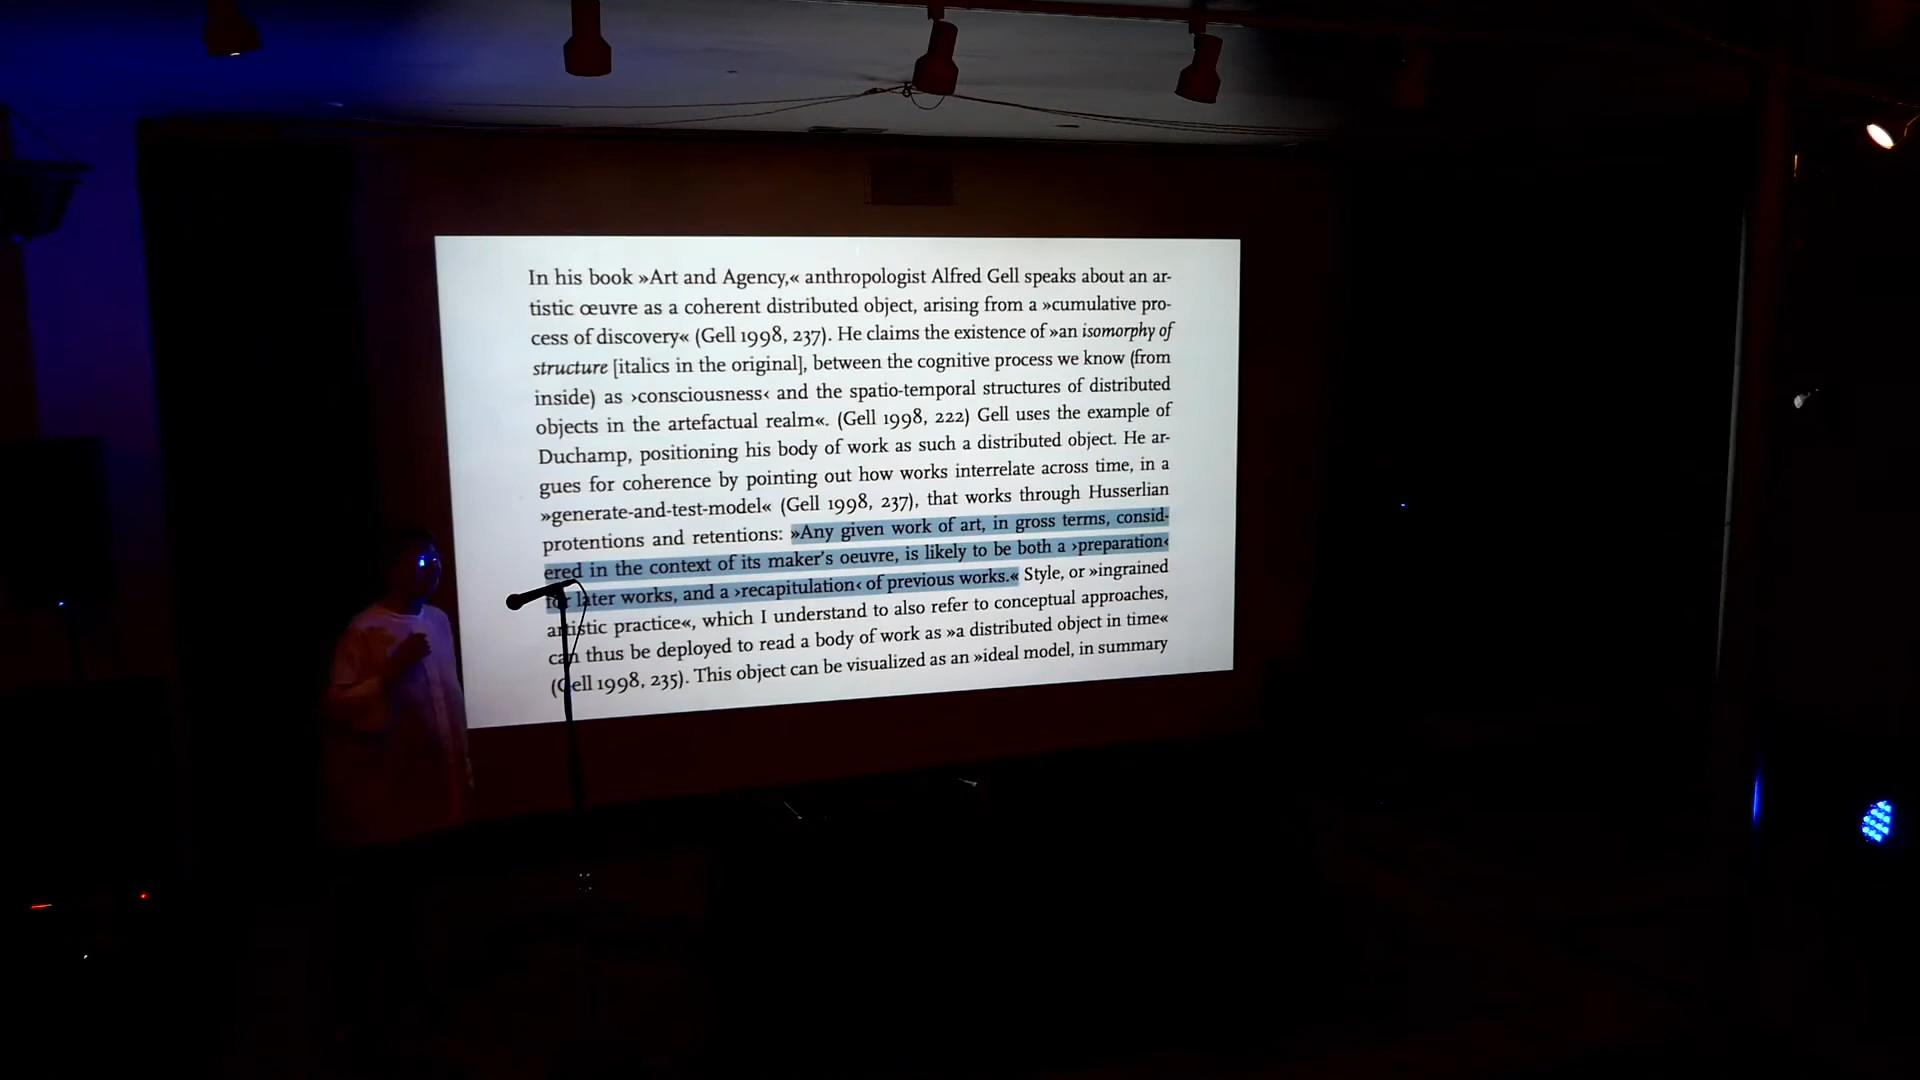 In his book »Art and Agency,« anthropologist Alfred Gell speaks about an ar-
tistic œuvre as a coherent distributed object, arising from a »cumulative pro-
cess of discovery« (Gell 1998, 237). He claims the existence of »an isomorphy of
structure [italics in the original], between the cognitive process we know (from
inside) as ›consciousness‹ and the spatio-temporal structures of distributed
objects in the artefactual realm«. (Gell 1998, 222) Gell uses the example of
Duchamp, positioning his body of work as such a distributed object. He ar-
gues for coherence by pointing out how works interrelate across time, in a
»generate-and-test-model« (Gell 1998, 237), that works through Husserlian
protentions and retentions: »Any given work of art, in gross terms, consid-
ered in the context of its maker's oeuvre, is likely to be both a ›preparation‹
for later works, and a ›recapitulation‹ of previous works.« Style, or »ingrained
artistic practice«, which I understand to also refer to conceptual approaches,
can thus be deployed to read a body of work as »a distributed object in time«
(Gell 1998, 235). This object can be visualized as an »ideal model, in summary